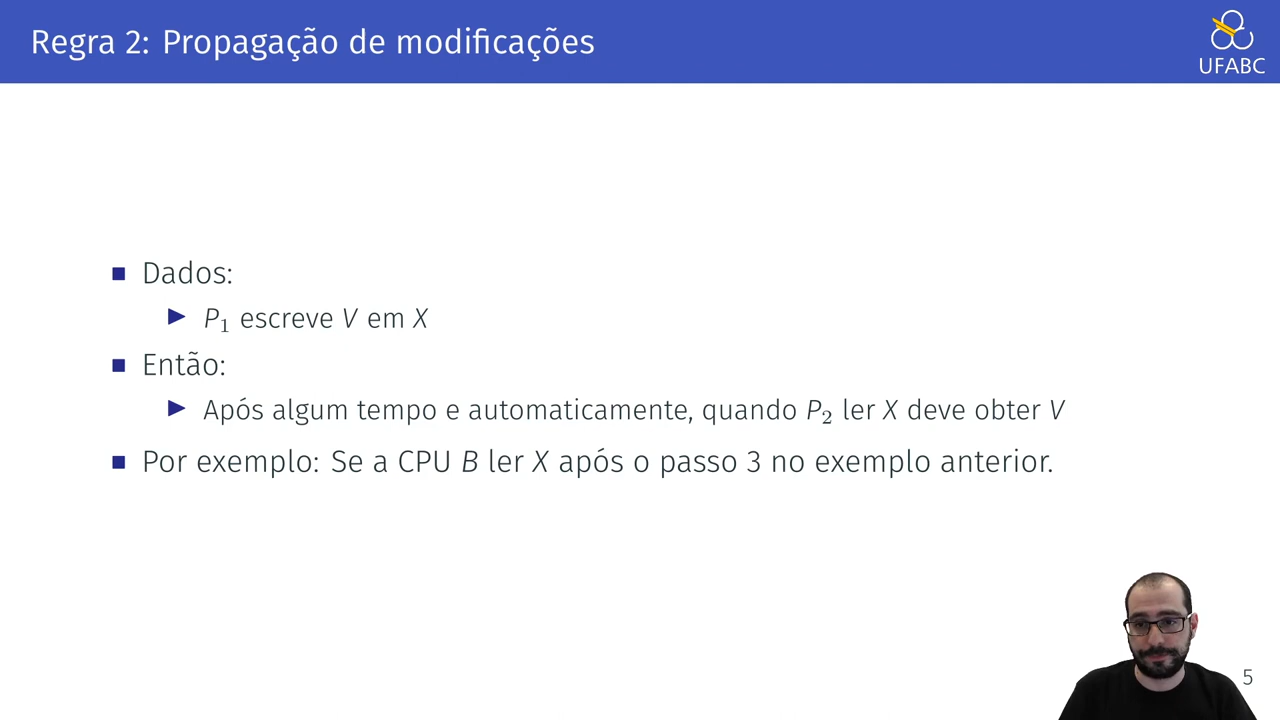 Regra 2: Propagação de modificações
UFABC
Dados:
P₁ escreve V em X
Então:
Após algum tempo e automaticamente, quando P₂ ler X deve obter V
Por exemplo: Se a CPU B ler X após o passo 3 no exemplo anterior.
5